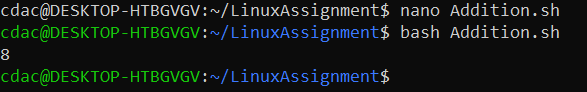 cdac@DESKTOP-HTBGVGV:~/LinuxAssignment$ nano Addition.sh
cdac@DESKTOP-HTBGVGV:~/LinuxAssignment$ bash Addition.sh
8
cdac@DESKTOP-HTBGVGV:~/LinuxAssignment$